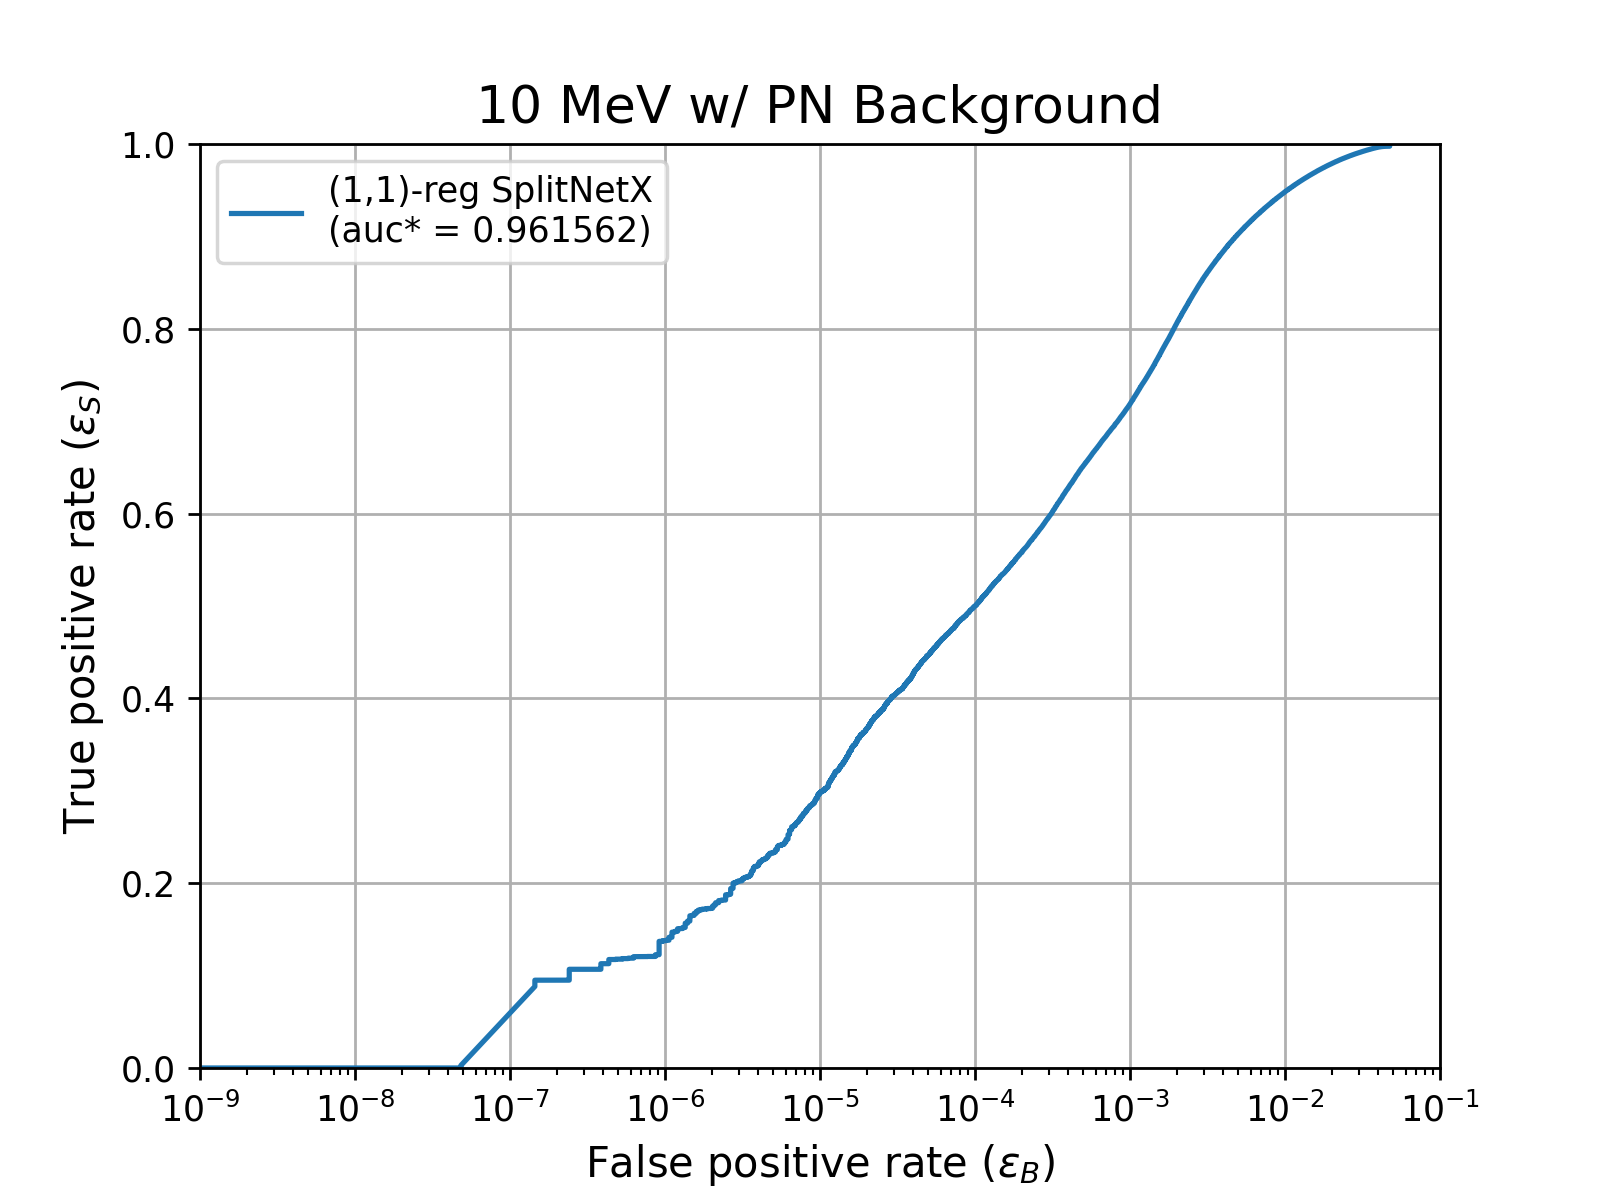 10 MeV w/ PN Background
(1,1)-reg SplitNetX
(auc* = 0.961562)
1.0
0.8
0.6
0.4
0.2
0.0
True positive rate (ε_S)
10⁻⁹ 10⁻⁸ 10⁻⁷ 10⁻⁶ 10⁻⁵ 10⁻⁴ 10⁻³ 10⁻² 10⁻¹
False positive rate (ε_B)